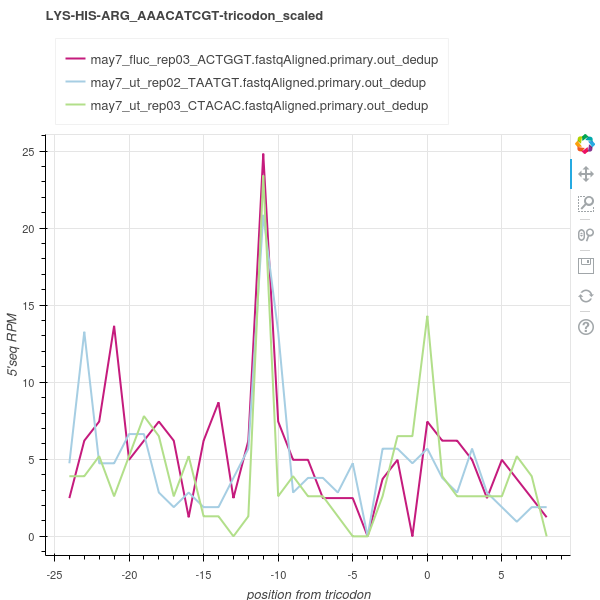 LYS-HIS-ARG_AAACATCGT-tricodon_scaled
may7_fluc_rep03_ACTGGT.fastqAligned.primary.out_dedup
may7_ut_rep02_TAATGT.fastqAligned.primary.out_dedup
may7_ut_rep03_CTACAC.fastqAligned.primary.out_dedup
25
20
15
10
5
0
5'seq RPM
-25 -20 -15 -10 -5 0 5
position from tricodon